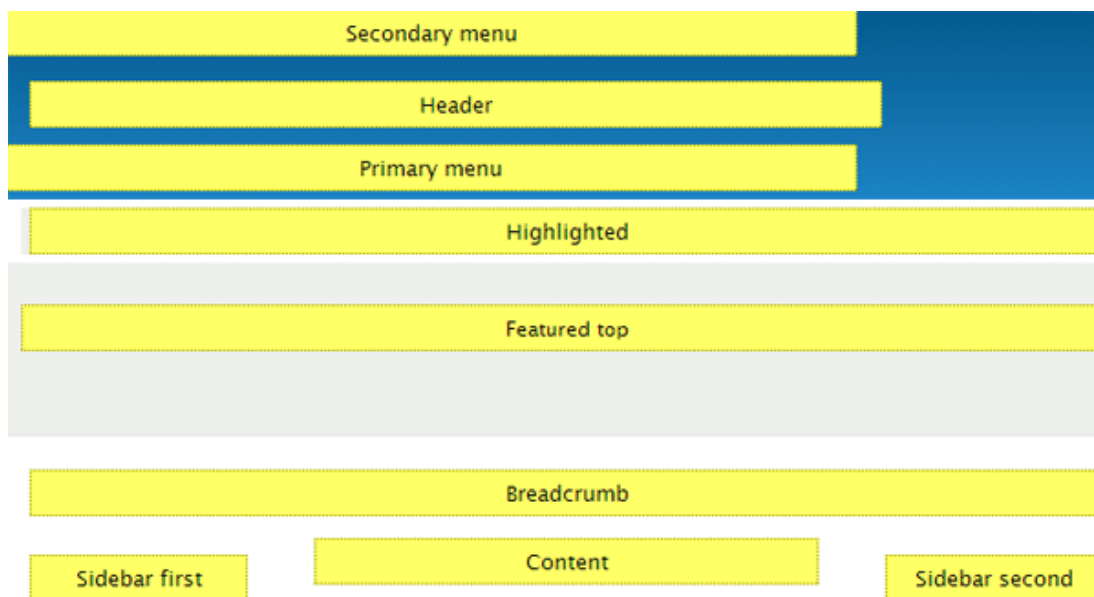 Secondary menu
Header
Primary menu
Highlighted
Featured top
Breadcrumb
Sidebar first
Content
Sidebar second